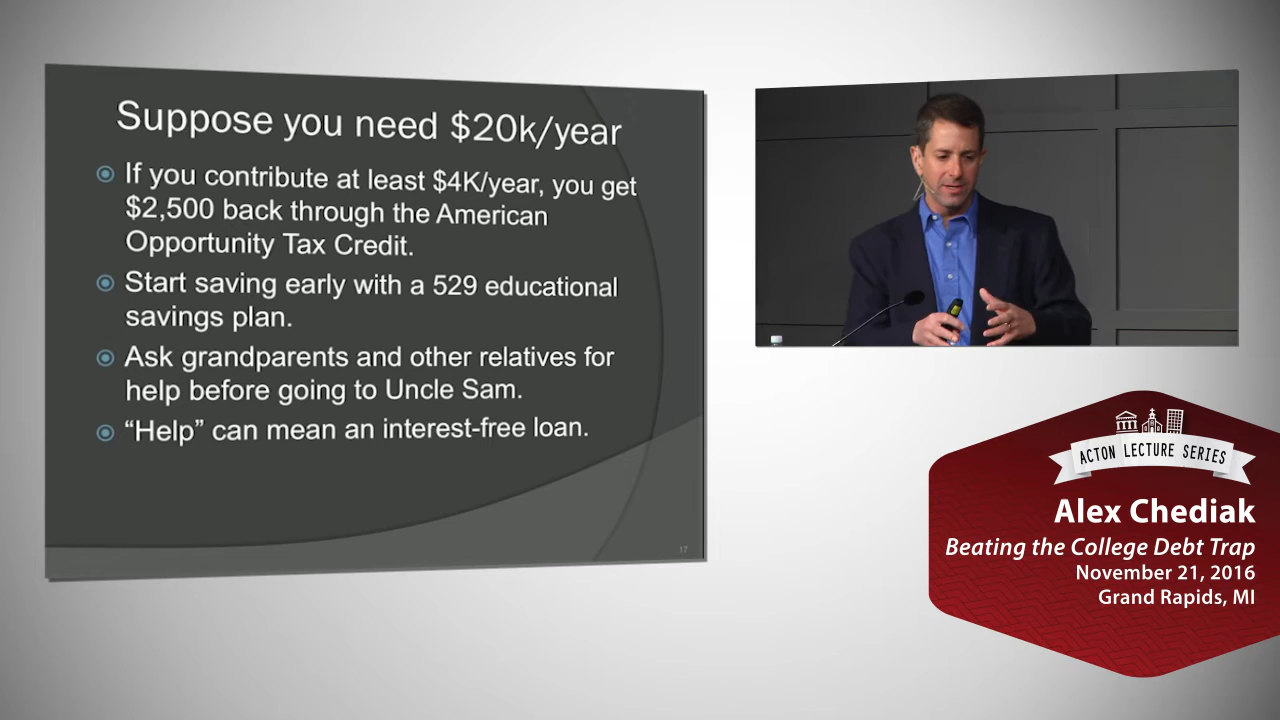 Suppose you need $20k/year
If you contribute at least $4K/year, you get
$2,500 back through the American
Opportunity Tax Credit.
Start saving early with a 529 educational
savings plan.
Ask grandparents and other relatives for
help before going to Uncle Sam.
“Help” can mean an interest-free loan.
17
ACTON LECTURE SERIES
Alex Chediak
Beating the College Debt Trap
November 21, 2016
Grand Rapids, MI